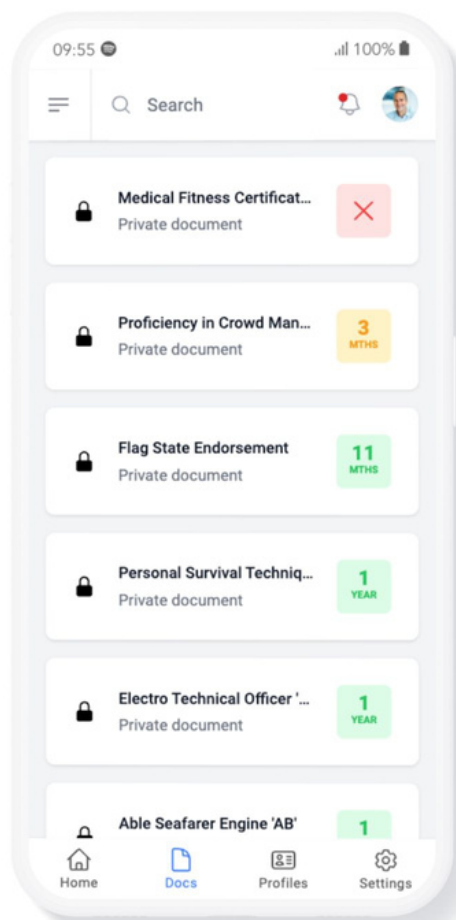 09:55
100%
Search
Medical Fitness Certificat...
Private document
Proficiency in Crowd Man...
Private document
3
MTHS
Flag State Endorsement
Private document
11
MTHS
Personal Survival Techniq...
Private document
1
YEAR
Electro Technical Officer '...
Private document
1
YEAR
Able Seafarer Engine 'AB'
1
Home
Docs
Profiles
Settings